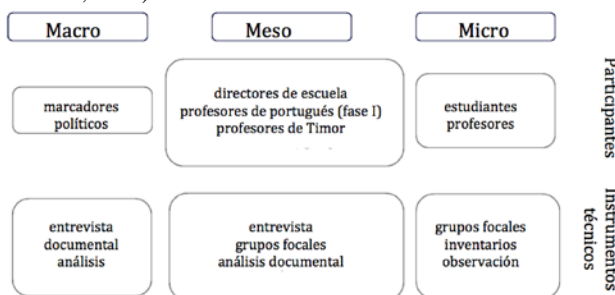 Macro
Meso
Micro
marcadores
políticos
directores de escuela
profesores de portugués (fase I)
profesores de Timor
estudiantes
profesores
Participantes
entrevista
documental
análisis
entrevista
grupos focales
análisis documental
grupos focales
inventarios
observación
Instrumentos
técnicos